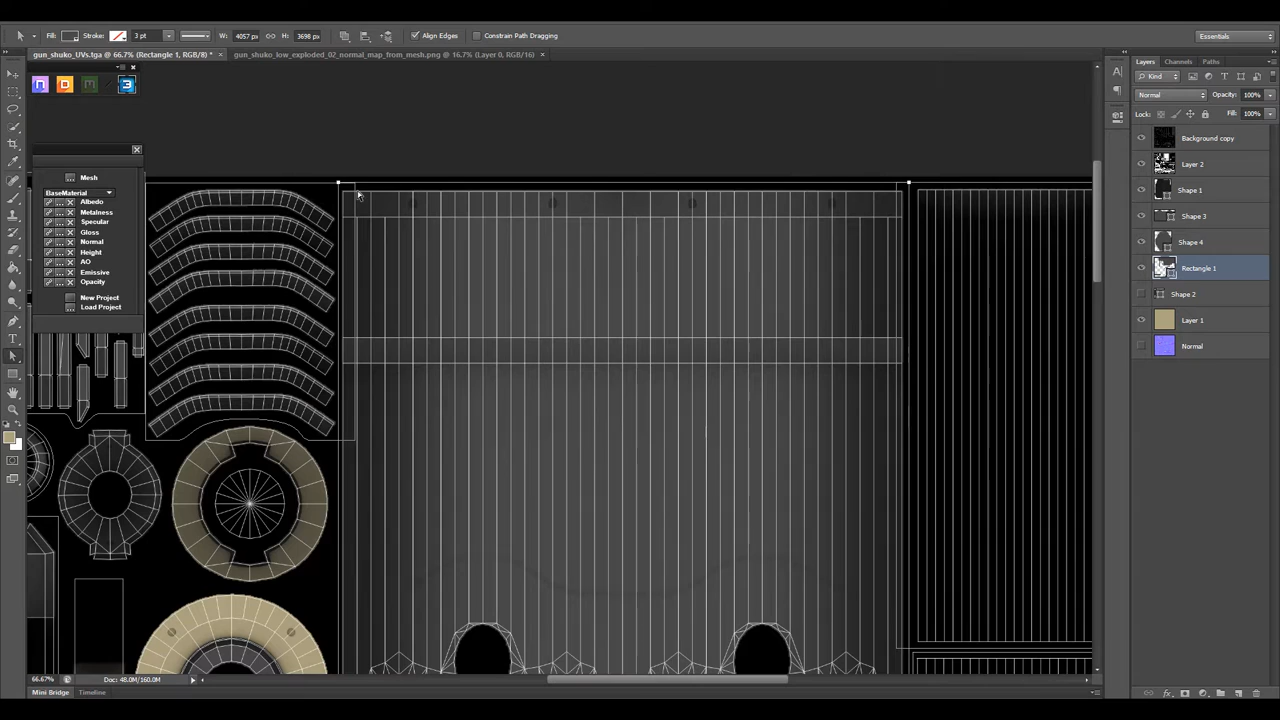 Fill: Stroke: 3 pt W: 4057 px H: 3698 px Align Edges Constrain Path Dragging Essentials
gun_shuko_UVs.tga @ 66.7% (Rectangle 1, RGB/8) * × gun_shuko_low_exploded_02_normal_map_from_mesh.png @ 16.7% (Layer 0, RGB/16) ×
Layers Channels Paths
Kind
Normal Opacity: 100%
Lock: Fill: 100%
Background copy
Layer 2
Shape 1
Shape 3
Shape 4
Rectangle 1
Shape 2
Layer 1
Normal
... Mesh
BaseMaterial
... Albedo
... Metalness
... Specular
... Gloss
... Normal
... Height
... AO
... Emissive
... Opacity
New Project
... Load Project
66.67% Doc: 48.0M/160.0M
Mini Bridge Timeline